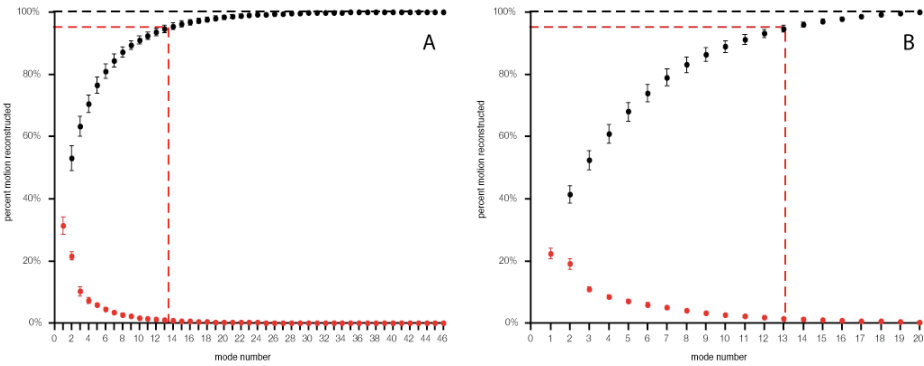 100%
80%
60%
40%
20%
0%
percent motion reconstructed
A
0 2 4 6 8 10 12 14 16 18 20 22 24 26 28 30 32 34 36 38 40 42 44 46
mode number
100%
80%
60%
40%
20%
0%
percent motion reconstructed
B
0 1 2 3 4 5 6 7 8 9 10 11 12 13 14 15 16 17 18 19 20
mode number